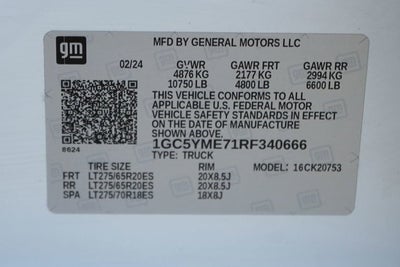 gm
MFD BY GENERAL MOTORS LLC
02/24 GVWR GAWR FRT GAWR RR
4876 KG 2177 KG 2994 KG
10750 LB 4800 LB 6600 LB
THIS VEHICLE CONFORMS TO ALL
APPLICABLE U.S. FEDERAL MOTOR
VEHICLE SAFETY STANDARDS IN EFFECT
ON THE DATE OF MANUFACTURE
SHOWN ABOVE.
8624
1GC5YME71RF340666
TYPE: TRUCK
TIRE SIZE RIM MODEL: 16CK20753
FRT LT275/65R20ES 20X8.5J
RR LT275/65R20ES 20X8.5J
SPA LT275/70R18ES 18X8J